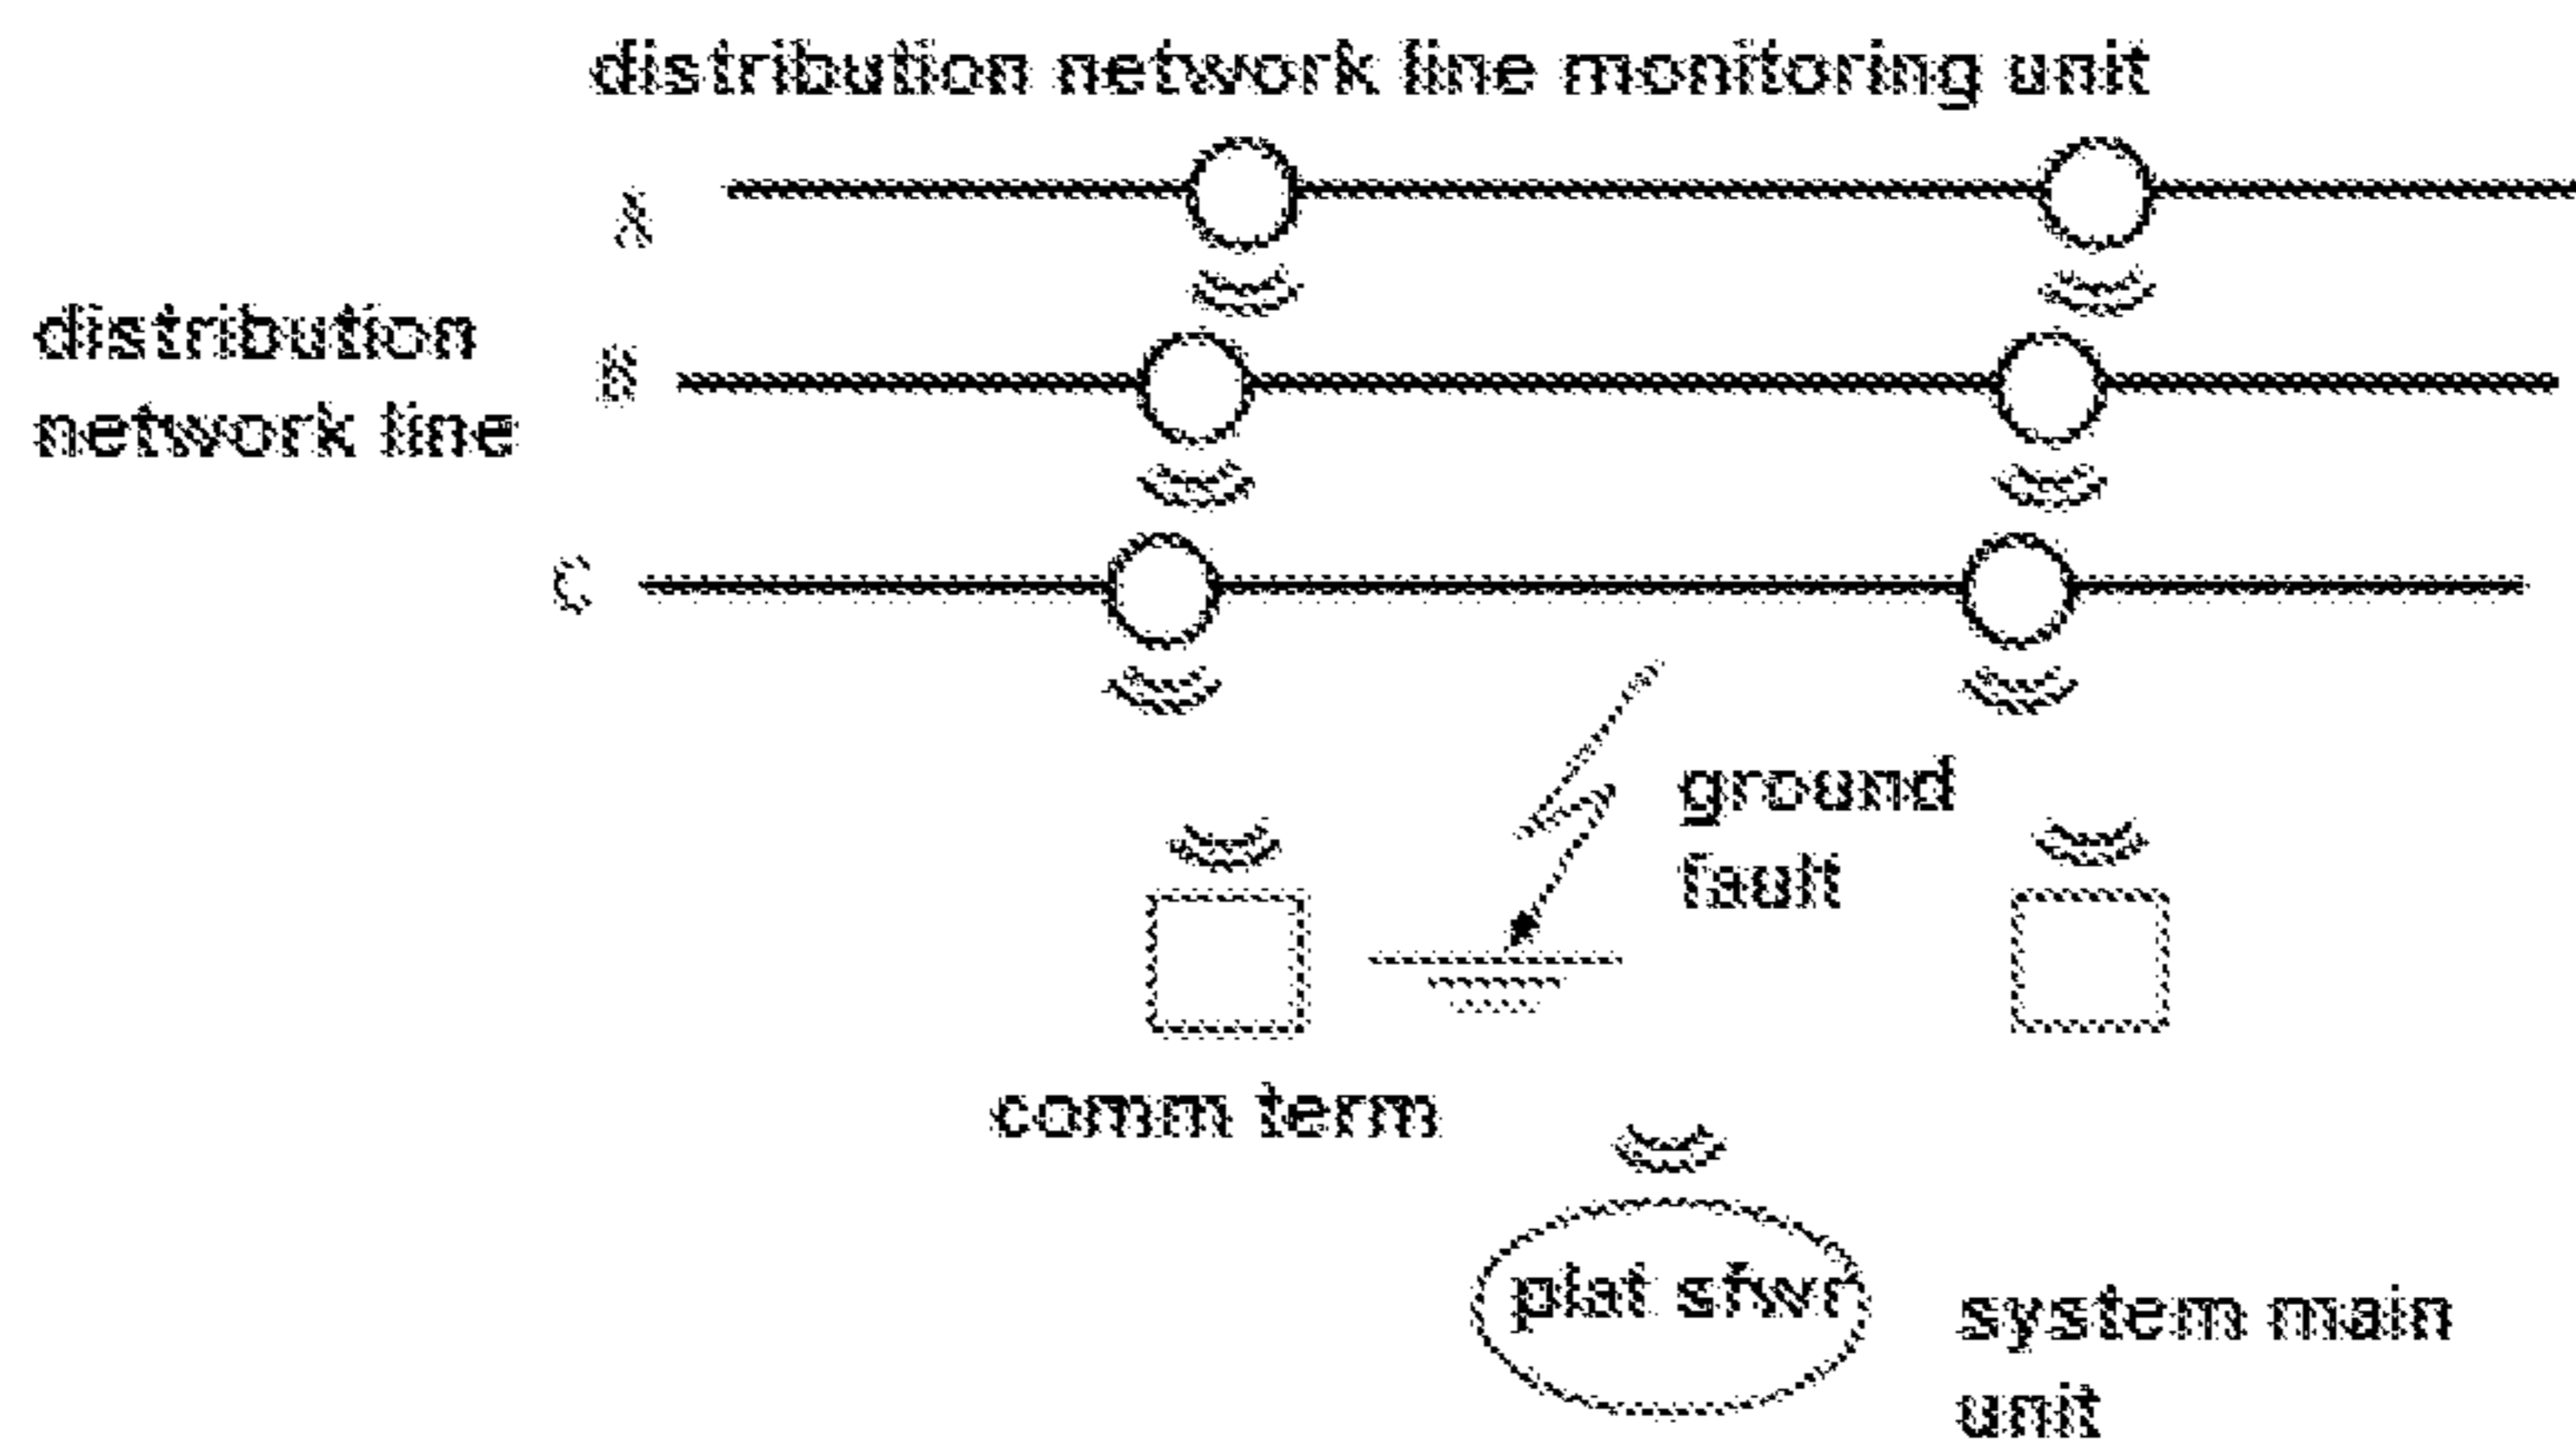 distribution network line monitoring unit
A
distribution
network line
B
C
ground
fault
comm term
plat sfwr
system main
unit